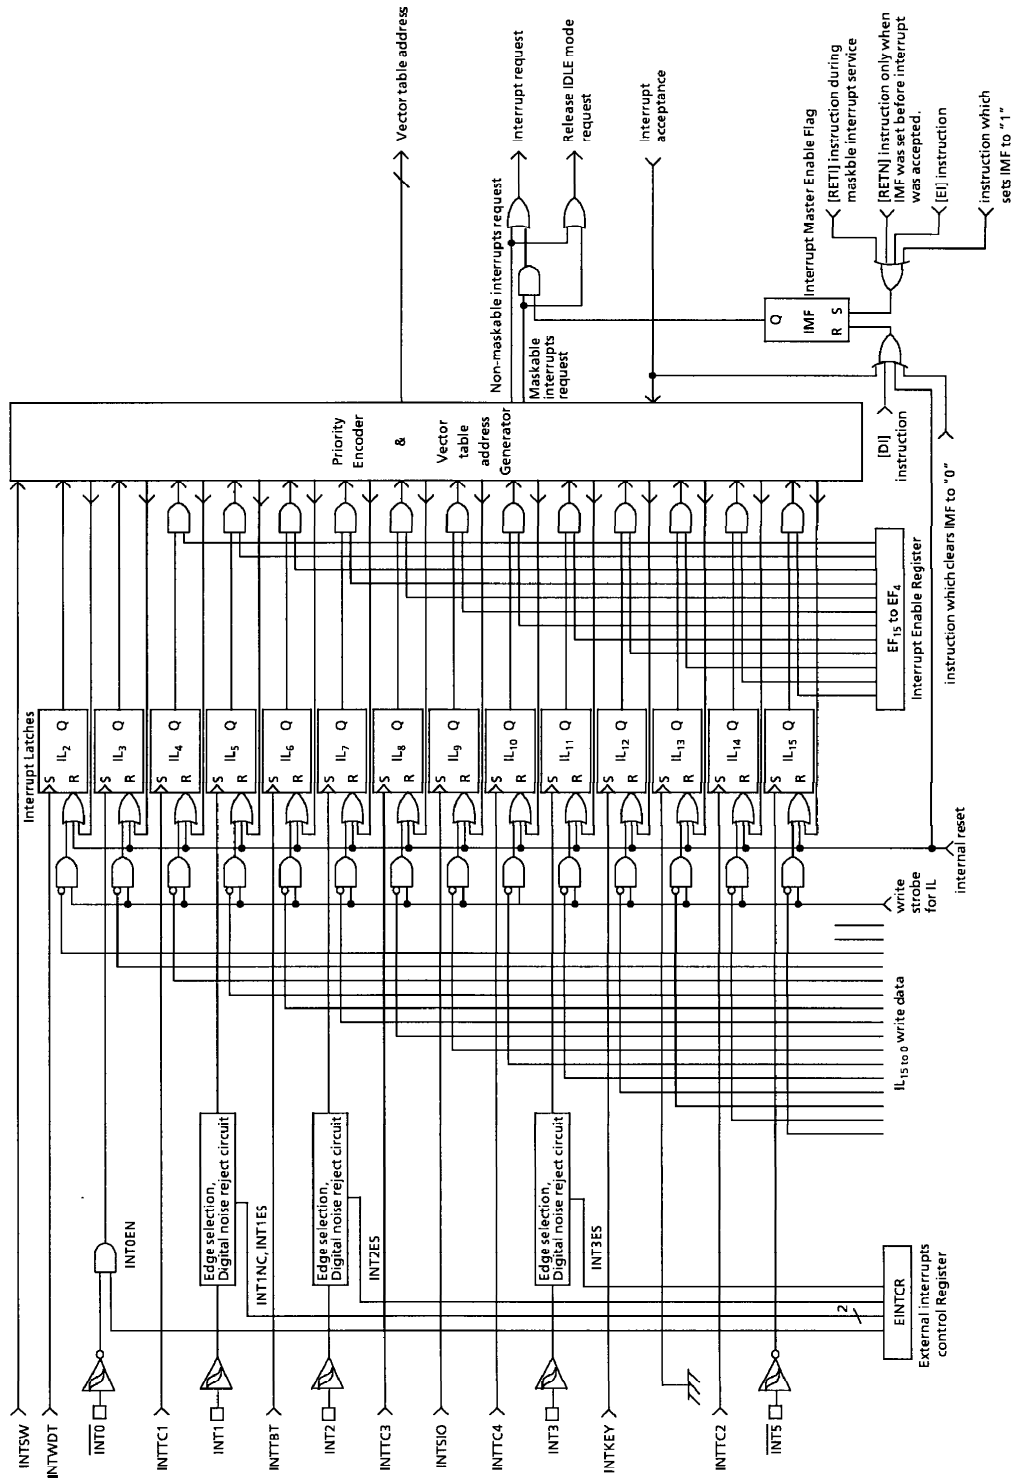 INTSW
INTWDT
INT0
INTTC1
INT1
INTTBT
INT2
INTTC3
INTSIO
INTTC4
INT3
INTKEY
INTTC2
INT5
INT0EN
Edge selection,
Digital noise reject circuit
INT1NC, INT1ES
Edge selection,
Digital noise reject circuit
INT2ES
Edge selection,
Digital noise reject circuit
INT3ES
2
EINTCR
External interrupts
control Register
IL15 to 0 write data
write
strobe
for IL
internal reset
Interrupt Latches
S IL2 Q
R
S IL3 Q
R
S IL4 Q
R
S IL5 Q
R
S IL6 Q
R
S IL7 Q
R
S IL8 Q
R
S IL9 Q
R
S IL10 Q
R
S IL11 Q
R
S IL12 Q
R
S IL13 Q
R
S IL14 Q
R
S IL15 Q
R
EF15 to EF4
Interrupt Enable Register
instruction which clears IMF to "0"
[DI]
instruction
Priority
Encoder
&
Vector
table
address
Generator
Non-maskable interrupts request
Maskable
interrupts
request
Vector table address
Interrupt request
Release IDLE mode
request
Interrupt
acceptance
Q
IMF
R S
Interrupt Master Enable Flag
[RETI] instruction during
maskble interrupt service
[RETN] instruction only when
IMF was set before interrupt
was accepted.
[EI] instruction
instruction which
sets IMF to "1"